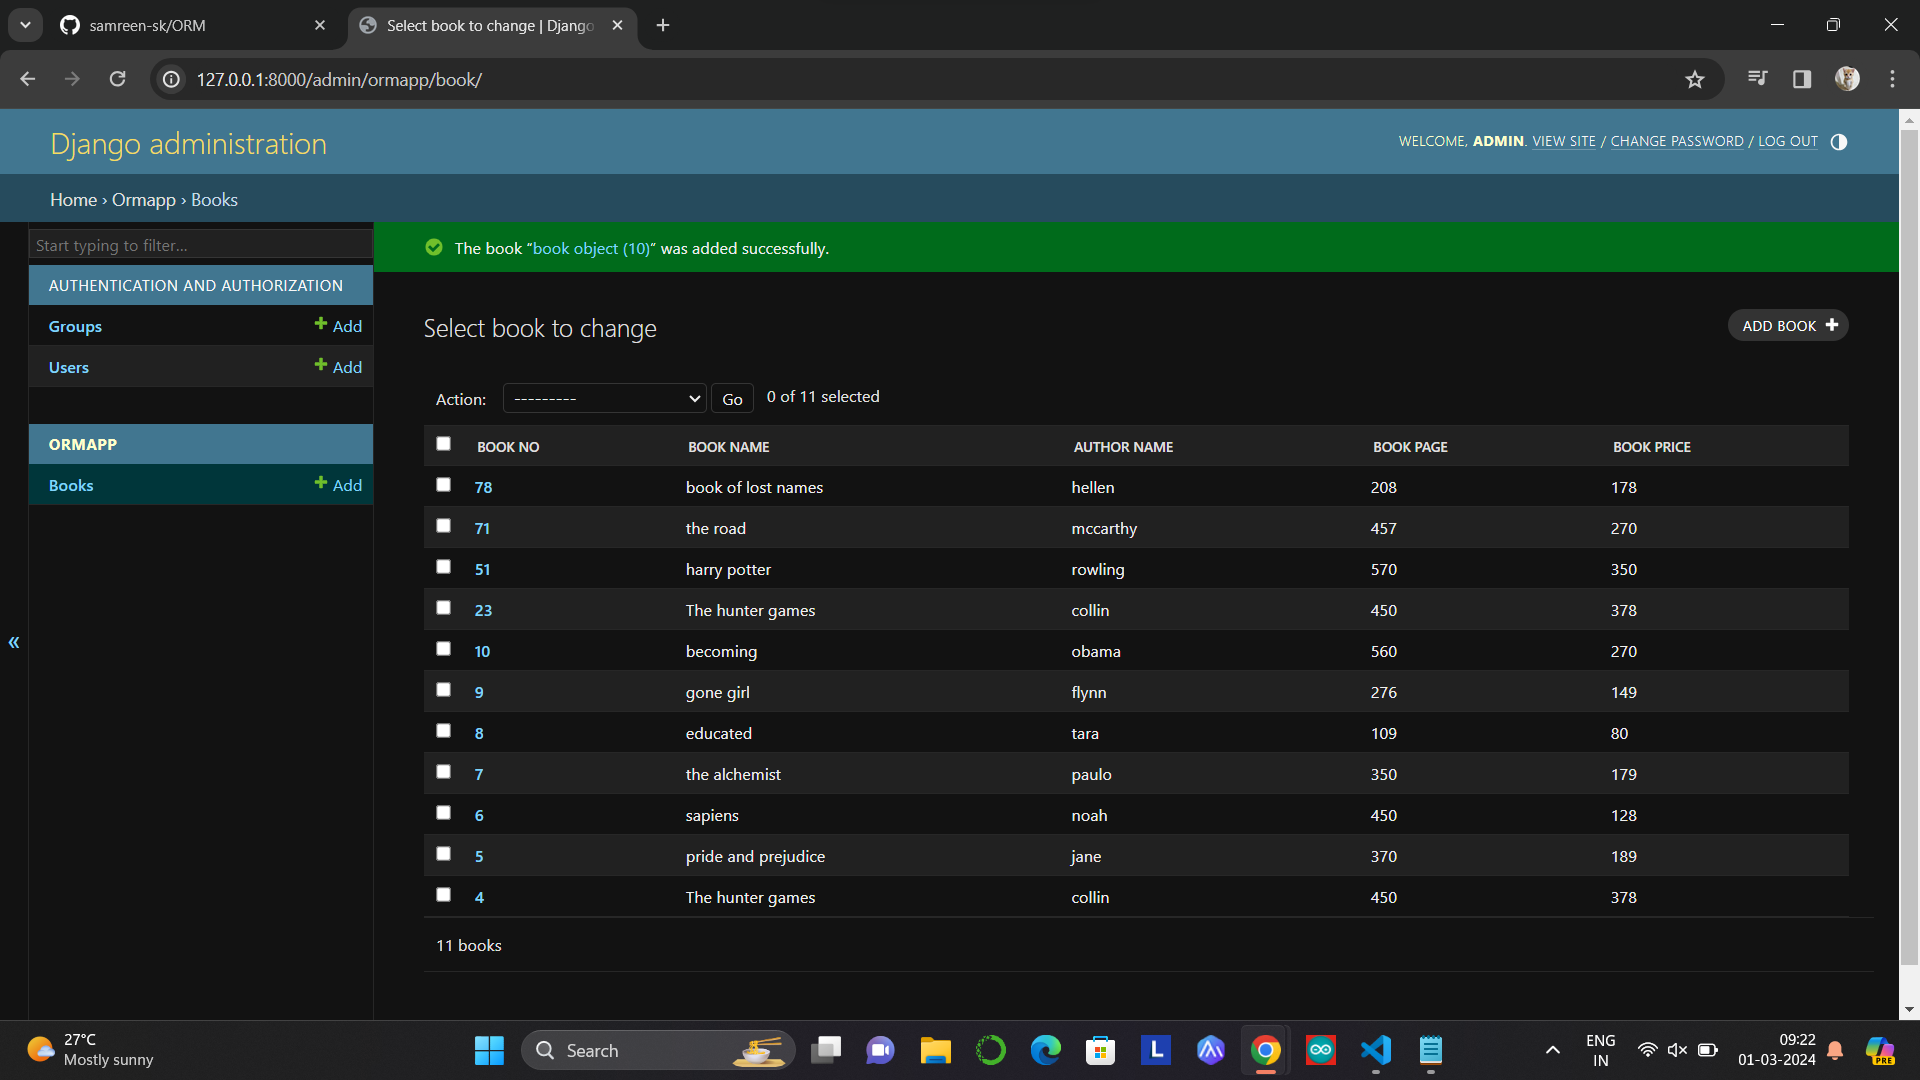 samreen-sk/ORM
Select book to change | Django
127.0.0.1:8000/admin/ormapp/book/
Django administration
WELCOME, ADMIN. VIEW SITE / CHANGE PASSWORD / LOG OUT
Home › Ormapp › Books
Start typing to filter...
AUTHENTICATION AND AUTHORIZATION
Groups + Add
Users + Add
ORMAPP
Books + Add
The book “book object (10)” was added successfully.
Select book to change
ADD BOOK +
Action: --------- Go 0 of 11 selected
BOOK NO BOOK NAME AUTHOR NAME BOOK PAGE BOOK PRICE
78 book of lost names hellen 208 178
71 the road mccarthy 457 270
51 harry potter rowling 570 350
23 The hunter games collin 450 378
10 becoming obama 560 270
9 gone girl flynn 276 149
8 educated tara 109 80
7 the alchemist paulo 350 179
6 sapiens noah 450 128
5 pride and prejudice jane 370 189
4 The hunter games collin 450 378
11 books
«
27°C
Mostly sunny
Search
L
ENG
IN
09:22
01-03-2024
PRE